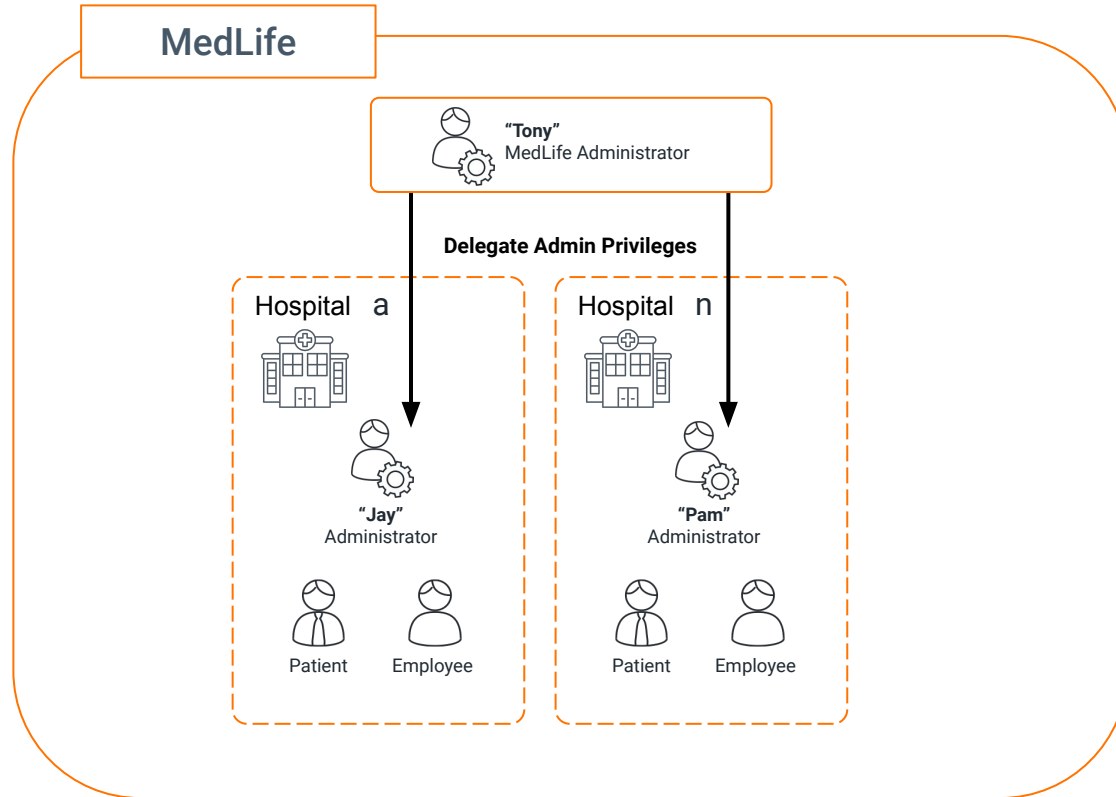 MedLife
“Tony”
MedLife Administrator
Delegate Admin Privileges
Hospital a
Hospital n
“Jay”
Administrator
“Pam”
Administrator
Patient
Employee
Patient
Employee